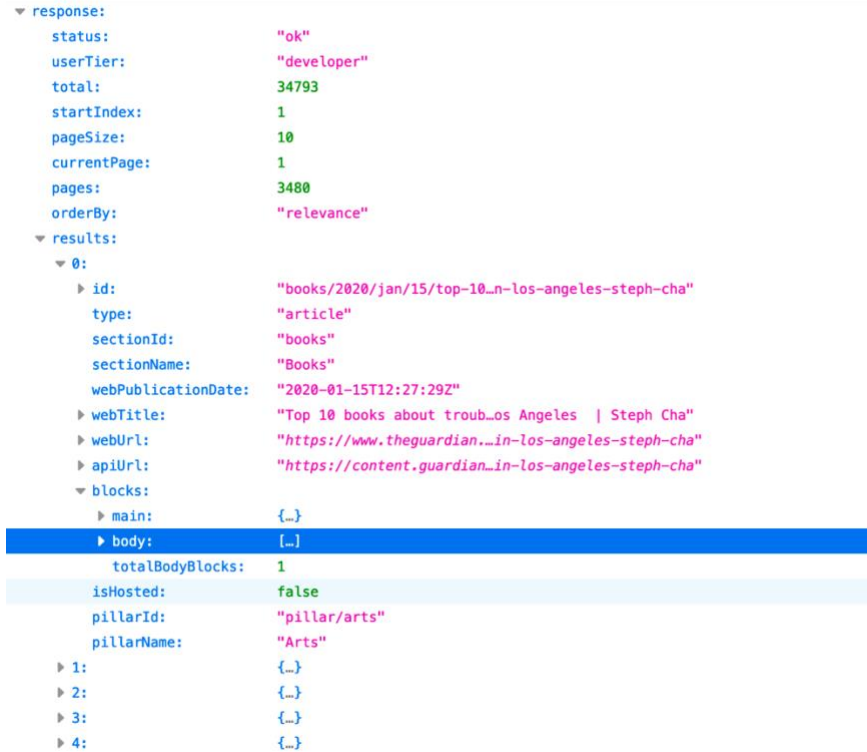 response:
status: "ok"
userTier: "developer"
total: 34793
startIndex: 1
pageSize: 10
currentPage: 1
pages: 3480
orderBy: "relevance"
results:
0:
id: "books/2020/jan/15/top-10…n-los-angeles-steph-cha"
type: "article"
sectionId: "books"
sectionName: "Books"
webPublicationDate: "2020-01-15T12:27:29Z"
webTitle: "Top 10 books about troub…os Angeles  | Steph Cha"
webUrl: "https://www.theguardian.…in-los-angeles-steph-cha"
apiUrl: "https://content.guardian…in-los-angeles-steph-cha"
blocks:
main: {…}
body: […]
totalBodyBlocks: 1
isHosted: false
pillarId: "pillar/arts"
pillarName: "Arts"
1: {…}
2: {…}
3: {…}
4: {…}